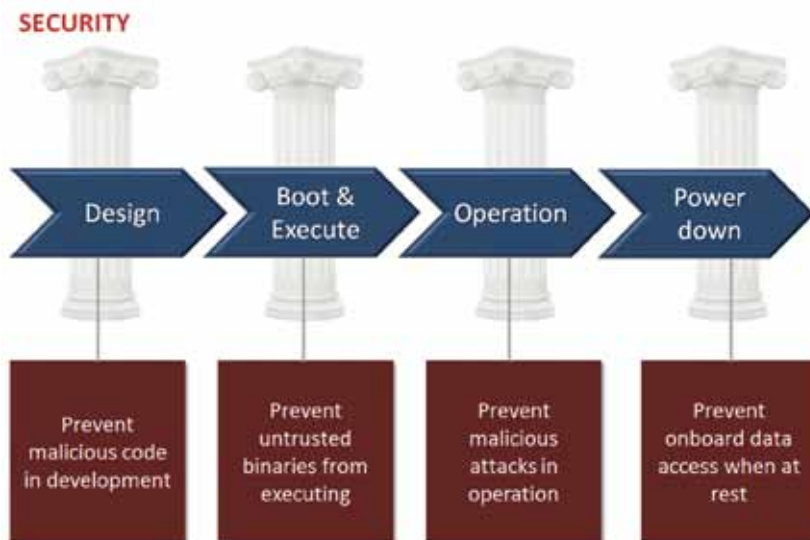 SECURITY
Design
Boot &
Execute
Operation
Power
down
Prevent
malicious code
in development
Prevent
untrusted
binaries from
executing
Prevent
malicious
attacks in
operation
Prevent
onboard data
access when at
rest